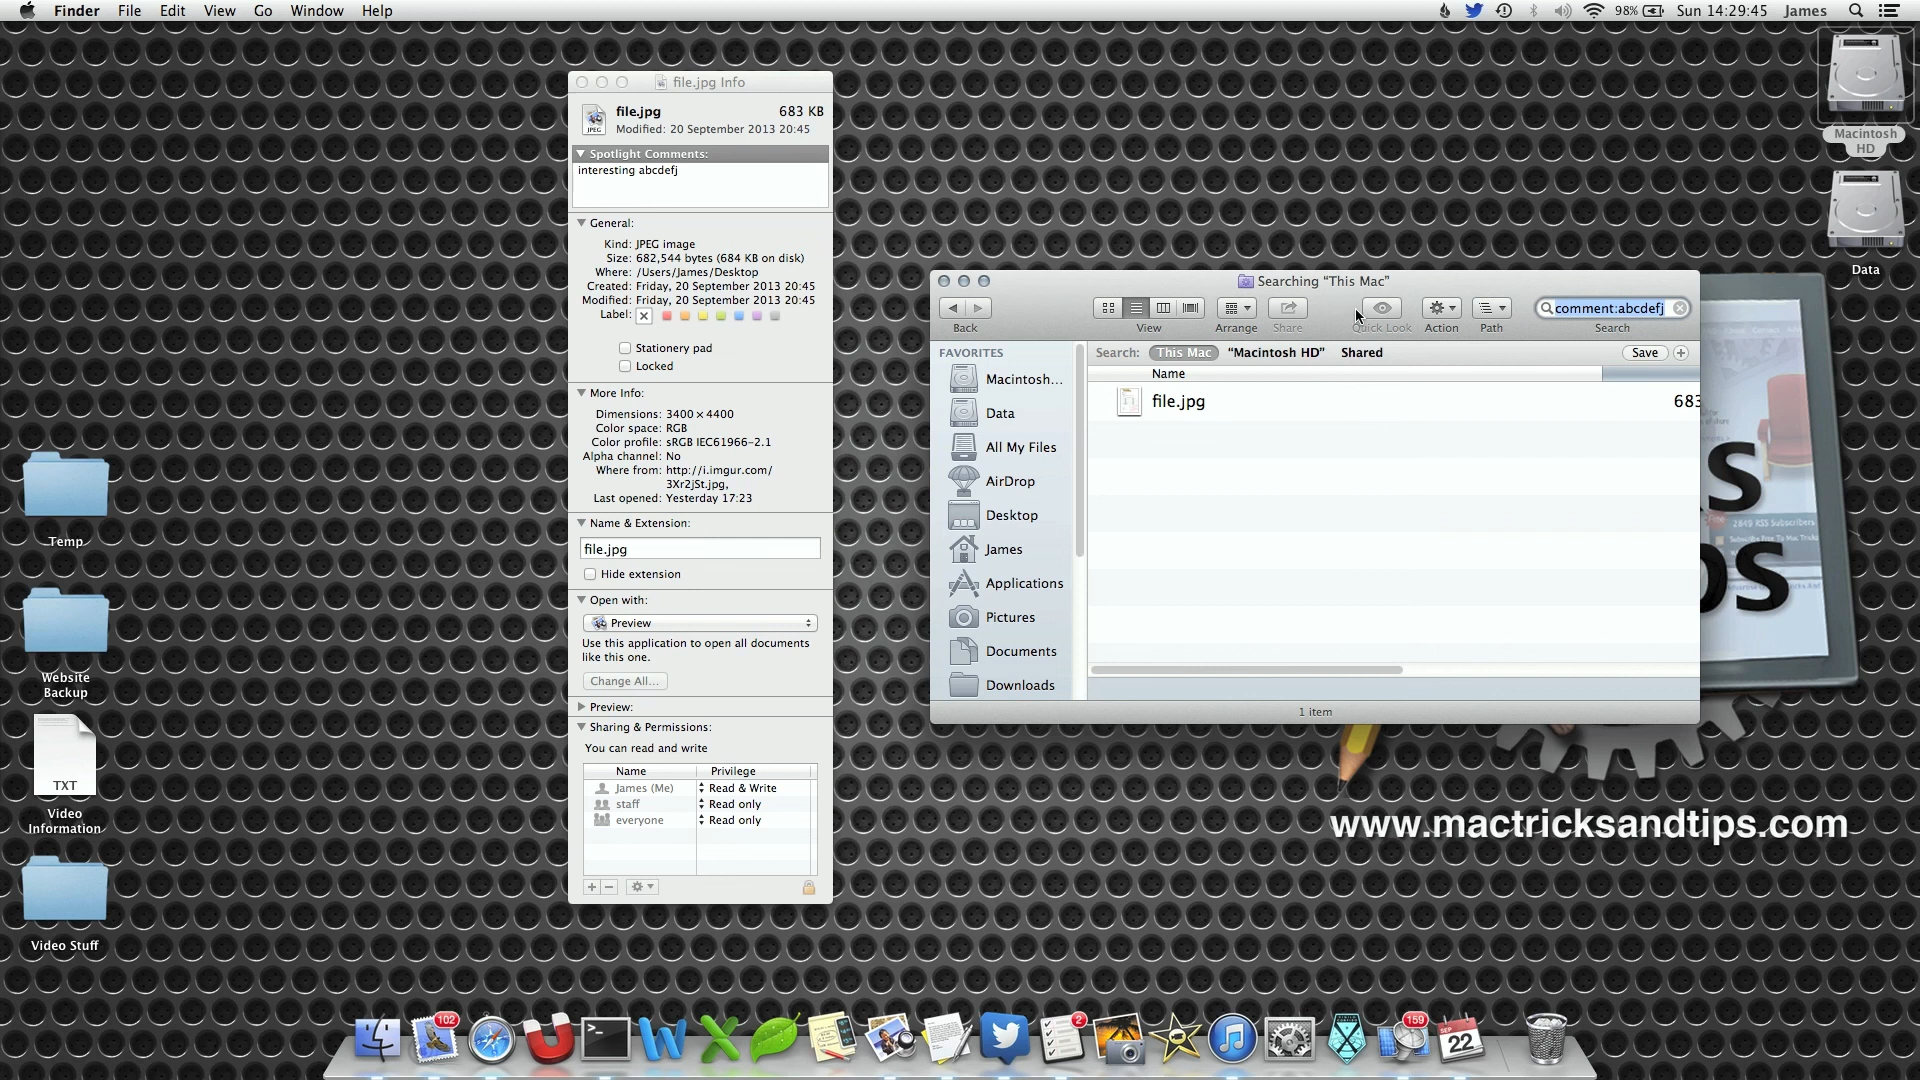 Finder File Edit View Go Window Help
98% Sun 14:29:45 James
Macintosh
HD
Data
Temp
Website
Backup
TXT
Video
Information
Video Stuff
file.jpg Info
JPEG
file.jpg 683 KB
Modified: 20 September 2013 20:45
Spotlight Comments:
interesting abcdefj
General:
Kind: JPEG image
Size: 682,544 bytes (684 KB on disk)
Where: /Users/James/Desktop
Created: Friday, 20 September 2013 20:45
Modified: Friday, 20 September 2013 20:45
Label:
Stationery pad
Locked
More Info:
Dimensions: 3400 × 4400
Color space: RGB
Color profile: sRGB IEC61966-2.1
Alpha channel: No
Where from: http://i.imgur.com/
3Xr2jSt.jpg,
Last opened: Yesterday 17:23
Name & Extension:
file.jpg
Hide extension
Open with:
Preview
Use this application to open all documents
like this one.
Change All...
Preview:
Sharing & Permissions:
You can read and write
Name Privilege
James (Me) Read & Write
staff Read only
everyone Read only
Searching “This Mac”
comment:abcdefj
Back View Arrange Share Quick Look Action Path Search
FAVORITES
Macintosh...
Data
All My Files
AirDrop
Desktop
James
Applications
Pictures
Documents
Downloads
Search: This Mac “Macintosh HD” Shared Save
Name
file.jpg 683
1 item
www.mactricksandtips.com
102
2
159
SEP
22